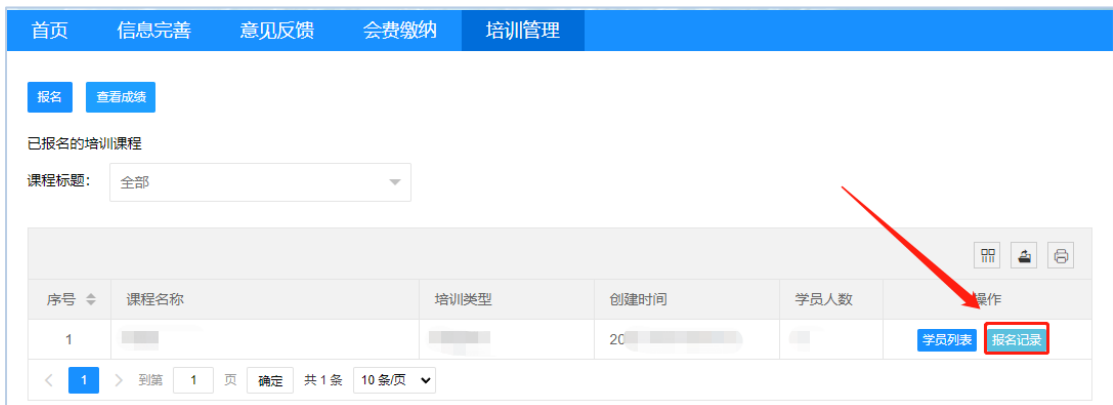 首页 信息完善 意见反馈 会费缴纳 培训管理
报名 查看成绩
已报名的培训课程
课程标题： 全部
序号 课程名称 培训类型 创建时间 学员人数 操作
1 20 学员列表 报名记录
1 到第 1 页 确定 共1条 10条/页